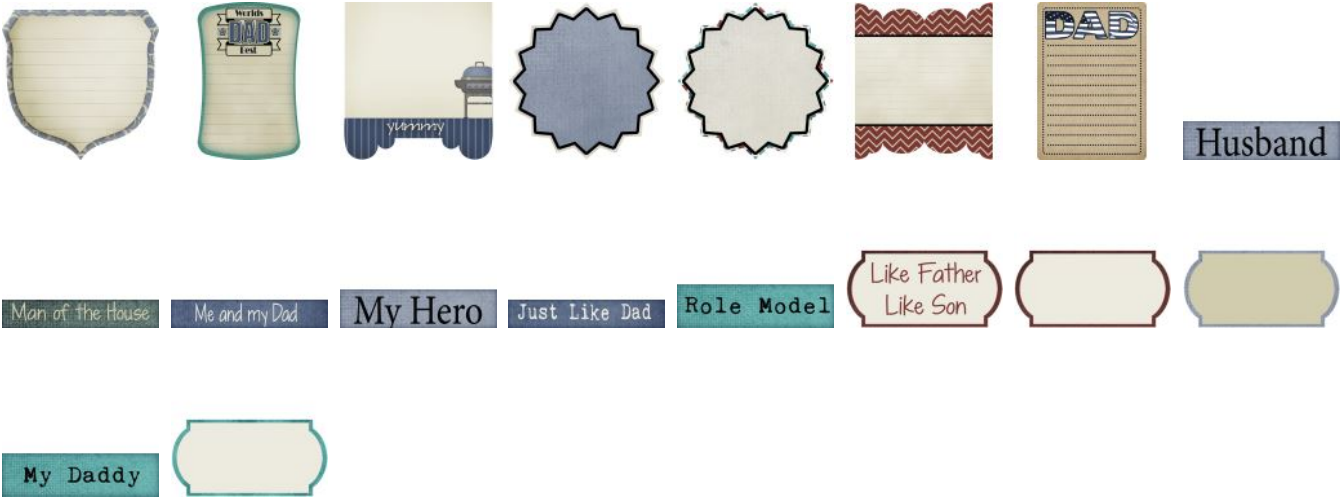 Worlds
DAD
Best
yummy
DAD
Husband
Man of the House
Me and my Dad
My Hero
Just Like Dad
Role Model
Like Father
Like Son
My Daddy